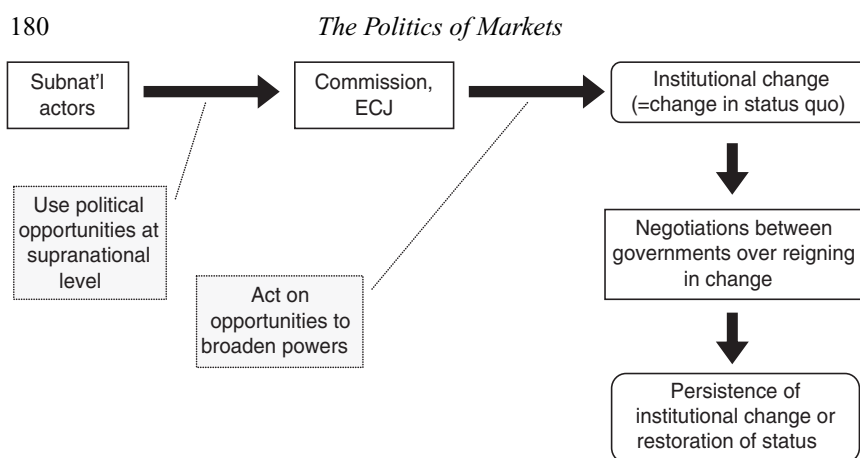 180
The Politics of Markets
Subnat'l
actors
Commission,
ECJ
Institutional change
(=change in status quo)
Use political
opportunities at
supranational
level
Act on
opportunities to
broaden powers
Negotiations between
governments over reigning
in change
Persistence of
institutional change or
restoration of status